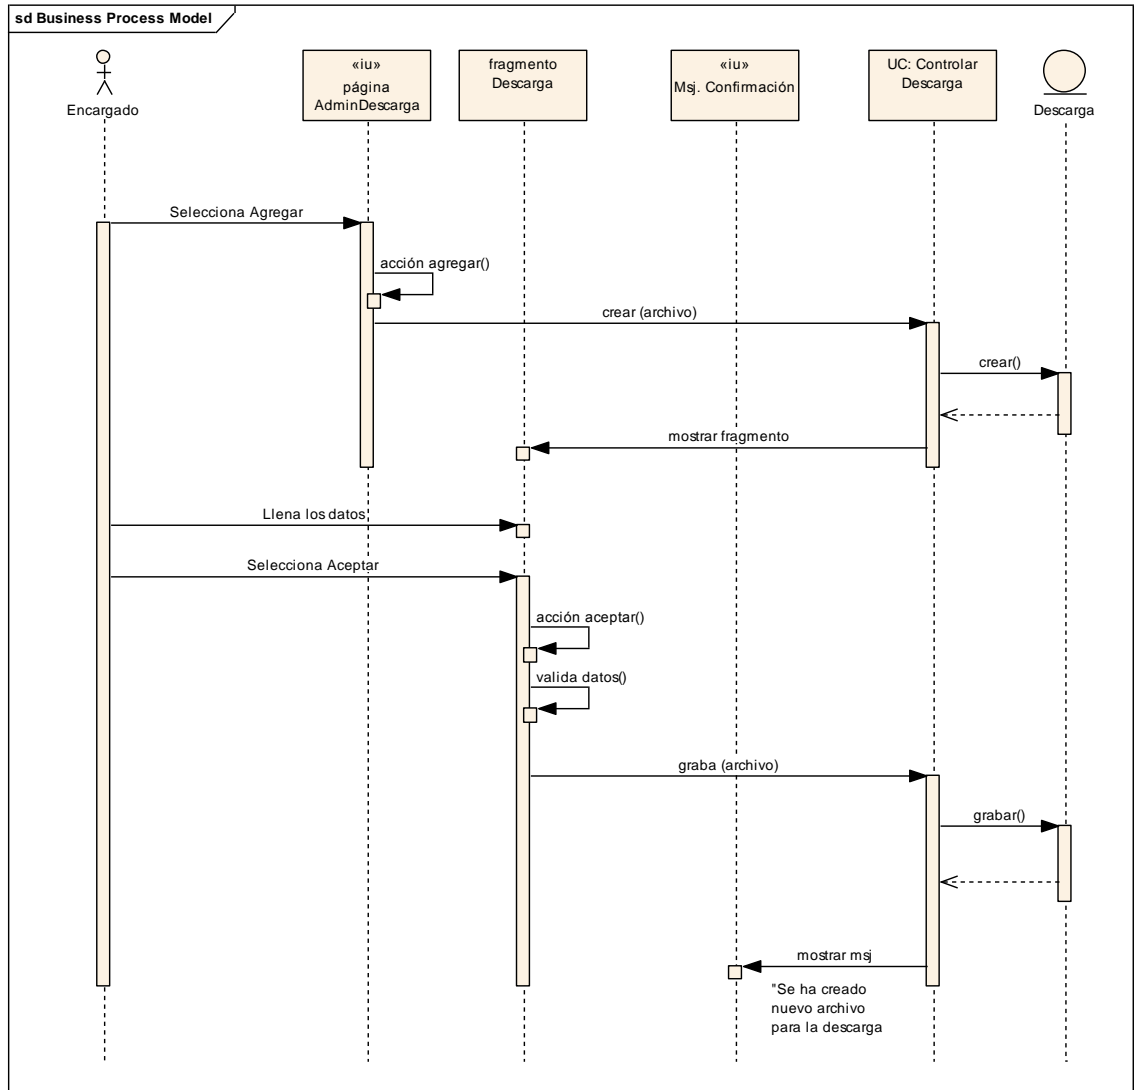 sd Business Process Model
Encargado
«iu»
página
AdminDescarga
fragmento
Descarga
«iu»
Msj. Confirmación
UC: Controlar
Descarga
Descarga
Selecciona Agregar
acción agregar()
crear (archivo)
crear()
mostrar fragmento
Llena los datos
Selecciona Aceptar
acción aceptar()
valida datos()
graba (archivo)
grabar()
mostrar msj
"Se ha creado
nuevo archivo
para la descarga